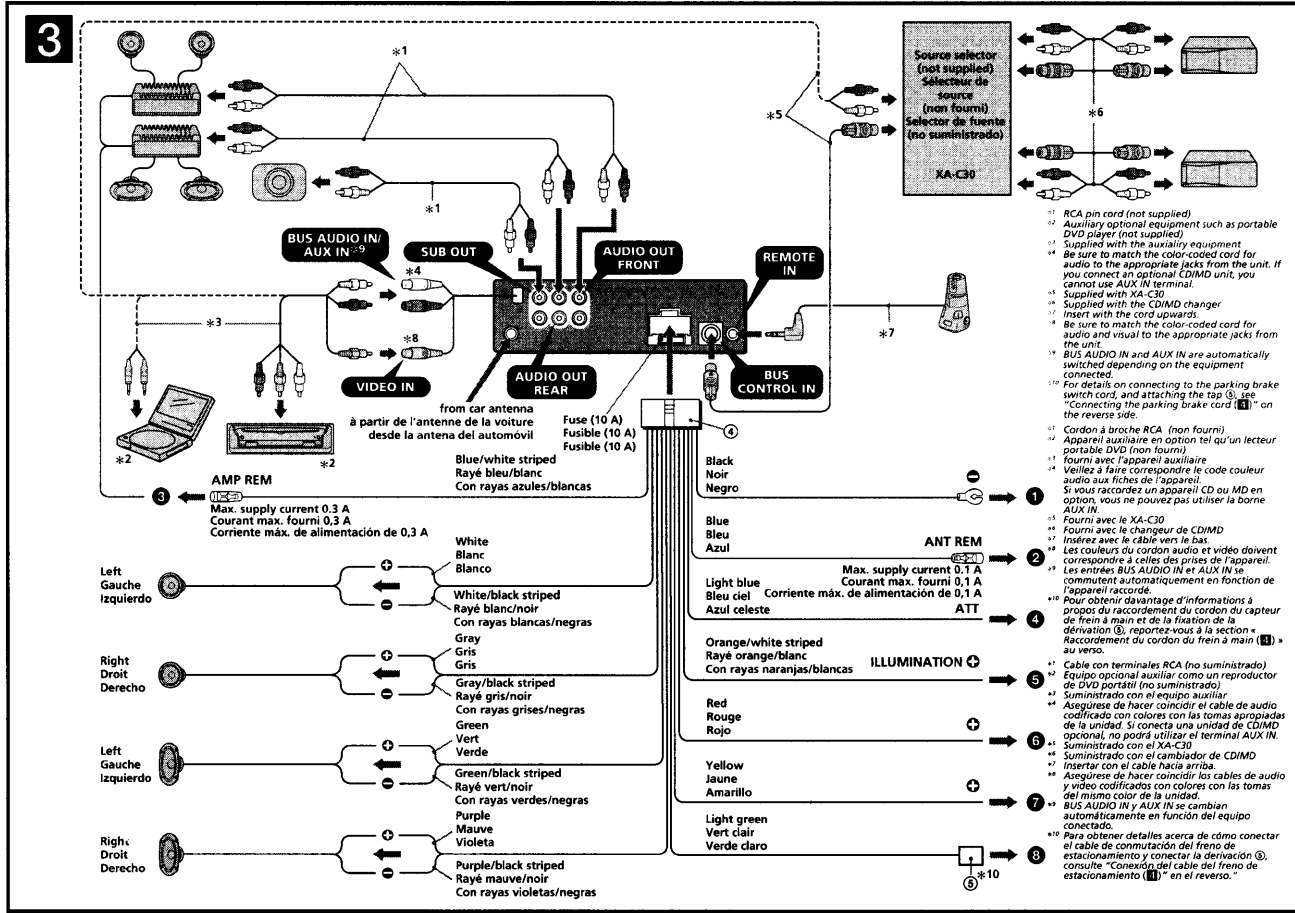 3
*1
*1
*5
Source selector
(not supplied)
Sélecteur de
source
(non fourni)
Selector de fuente
(no suministrado)
XA-C30
*6
BUS AUDIO IN/
AUX IN*9
SUB OUT
AUDIO OUT
FRONT
REMOTE
IN
*4
*3
*8
*7
VIDEO IN
AUDIO OUT
REAR
BUS
CONTROL IN
*2
*2
from car antenna
à partir de l'antenne de la voiture
desde la antena del automóvil
Fuse (10 A)
Fusible (10 A)
Fusible (10 A)
④
AMP REM
❸
Max. supply current 0.3 A
Courant max. fourni 0,3 A
Corriente máx. de alimentación de 0,3 A
Blue/white striped
Rayé bleu/blanc
Con rayas azules/blancas
Left
Gauche
Izquierdo
White
Blanc
Blanco
White/black striped
Rayé blanc/noir
Con rayas blancas/negras
Right
Droit
Derecho
Gray
Gris
Gris
Gray/black striped
Rayé gris/noir
Con rayas grises/negras
Left
Gauche
Izquierdo
Green
Vert
Verde
Green/black striped
Rayé vert/noir
Con rayas verdes/negras
Right
Droit
Derecho
Purple
Mauve
Violeta
Purple/black striped
Rayé mauve/noir
Con rayas violetas/negras
Black
Noir
Negro
❶
Blue
Bleu
Azul
ANT REM
❷
Max. supply current 0.1 A
Courant max. fourni 0,1 A
Corriente máx. de alimentación de 0,1 A
Light blue
Bleu ciel
Azul celeste
ATT
❹
Orange/white striped
Rayé orange/blanc
Con rayas naranjas/blancas
ILLUMINATION
❺
Red
Rouge
Rojo
❻
Yellow
Jaune
Amarillo
❼
Light green
Vert clair
Verde claro
❽
⑤
*10
*1 RCA pin cord (not supplied)
*2 Auxiliary optional equipment such as portable
DVD player (not supplied)
*3 Supplied with the auxialiry equipment
*4 Be sure to match the color-coded cord for
audio to the appropriate jacks from the unit. If
you connect an optional CD/MD unit, you
cannot use AUX IN terminal.
*5 Supplied with XA-C30
*6 Supplied with the CD/MD changer
*7 Insert with the cord upwards.
*8 Be sure to match the color-coded cord for
audio and visual to the appropriate jacks from
the unit.
*9 BUS AUDIO IN and AUX IN are automatically
switched depending on the equipment
connected.
*10 For details on connecting to the parking brake
switch cord, and attaching the tap ⑤, see
"Connecting the parking brake cord (4)" on
the reverse side.
*1 Cordon à broche RCA (non fourni)
*2 Appareil auxiliaire en option tel qu'un lecteur
portable DVD (non fourni)
*3 fourni avec l'appareil auxiliaire
*4 Veillez à faire correspondre le code couleur
audio aux fiches de l'appareil.
Si vous raccordez un appareil CD ou MD en
option, vous ne pouvez pas utiliser la borne
AUX IN.
*5 Fourni avec le XA-C30
*6 Fourni avec le changeur de CD/MD
*7 Insérez avec le câble vers le bas.
*8 Les couleurs du cordon audio et vidéo doivent
correspondre à celles des prises de l'appareil.
*9 Les entrées BUS AUDIO IN et AUX IN se
commutent automatiquement en fonction de
l'appareil raccordé.
*10 Pour obtenir davantage d'informations à
propos du raccordement du cordon du capteur
de frein à main et de la fixation de la
dérivation ⑤, reportez-vous à la section «
Raccordement du cordon du frein à main (4) »
au verso.
*1 Cable con terminales RCA (no suministrado)
*2 Equipo opcional auxiliar como un reproductor
de DVD portátil (no suministrado)
*3 Suministrado con el equipo auxiliar
*4 Asegúrese de hacer coincidir el cable de audio
codificado con colores con las tomas apropiadas
de la unidad. Si conecta una unidad de CD/MD
opcional, no podrá utilizar el terminal AUX IN.
*5 Suministrado con el XA-C30
*6 Suministrado con el cambiador de CD/MD
*7 Insertar con el cable hacia arriba.
*8 Asegúrese de hacer coincidir los cables de audio
y video codificados con colores con las tomas
del mismo color de la unidad.
*9 BUS AUDIO IN y AUX IN se cambian
automáticamente en función del equipo
conectado.
*10 Para obtener detalles acerca de cómo conectar
el cable de conmutación del freno de
estacionamiento y conectar la derivación ⑤,
consulte "Conexión del cable del freno de
estacionamiento (4)" en el reverso."